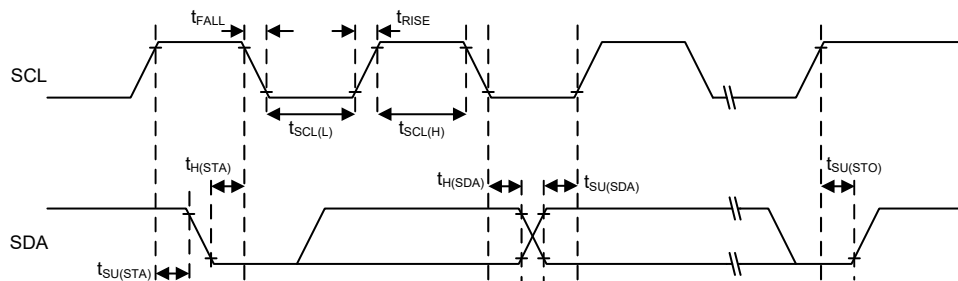 tFALL
tRISE
SCL
tSCL(L)
tSCL(H)
tH(STA)
tH(SDA)
tSU(SDA)
tSU(STO)
SDA
tSU(STA)